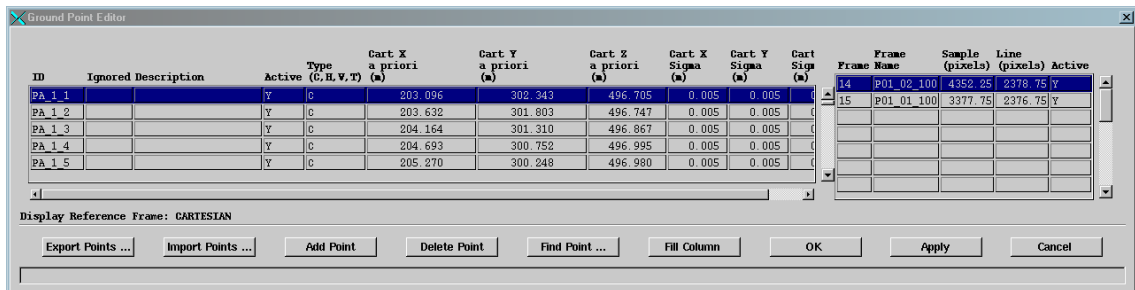 Ground Point Editor
Cart X Cart Y Cart Z Cart X Cart Y Cart Frame Sample Line
Type a priori a priori a priori Sigma Sigma Sigm Frame Name (pixels) (pixels) Active
ID Ignored Description Active (C,H,V,T) (m) (m) (m) (m) (m) (m)
PA_1_1 Y C 203.096 302.343 496.705 0.005 0.005 0 14 P01_02_100 4352.25 2378.75 Y
PA_1_2 Y C 203.632 301.803 496.747 0.005 0.005 0 15 P01_01_100 3377.75 2376.75 Y
PA_1_3 Y C 204.164 301.310 496.867 0.005 0.005 0
PA_1_4 Y C 204.693 300.752 496.995 0.005 0.005 0
PA_1_5 Y C 205.270 300.248 496.980 0.005 0.005 0
Display Reference Frame: CARTESIAN
Export Points ... Import Points ... Add Point Delete Point Find Point ... Fill Column OK Apply Cancel